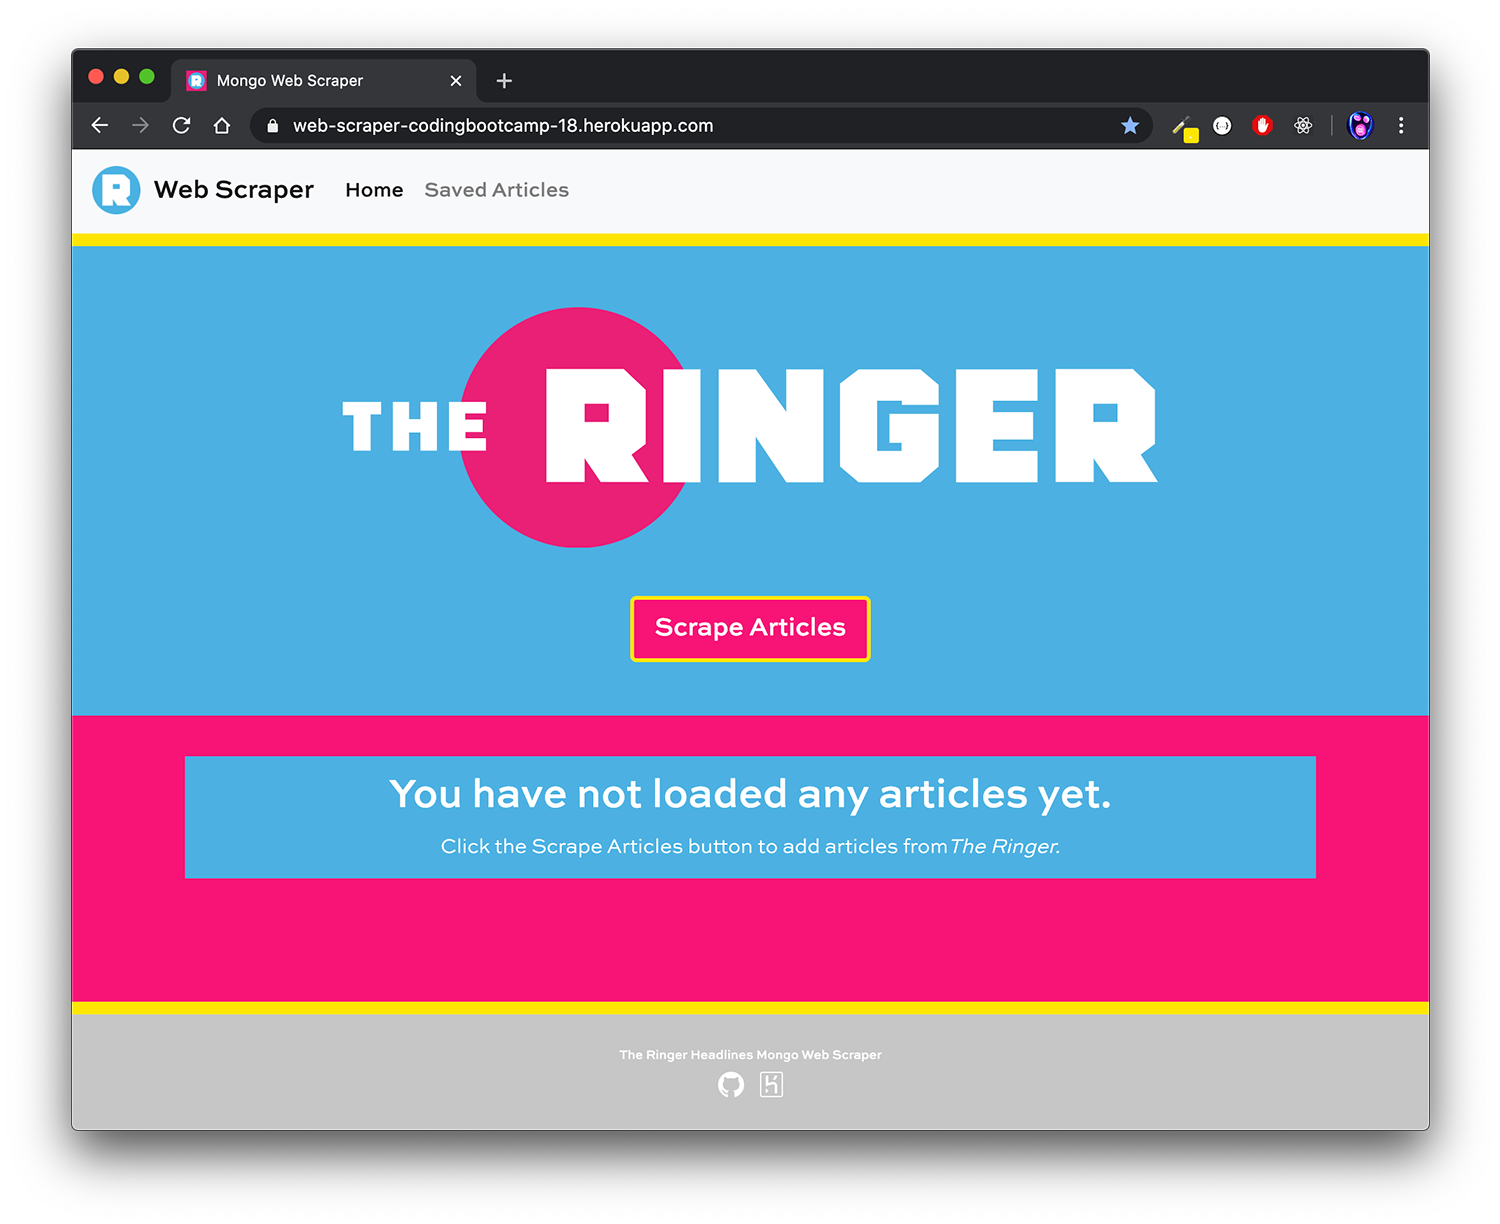 Mongo Web Scraper
web-scraper-codingbootcamp-18.herokuapp.com
R Web Scraper Home Saved Articles
THE RINGER
Scrape Articles
You have not loaded any articles yet.
Click the Scrape Articles button to add articles from The Ringer.
The Ringer Headlines Mongo Web Scraper